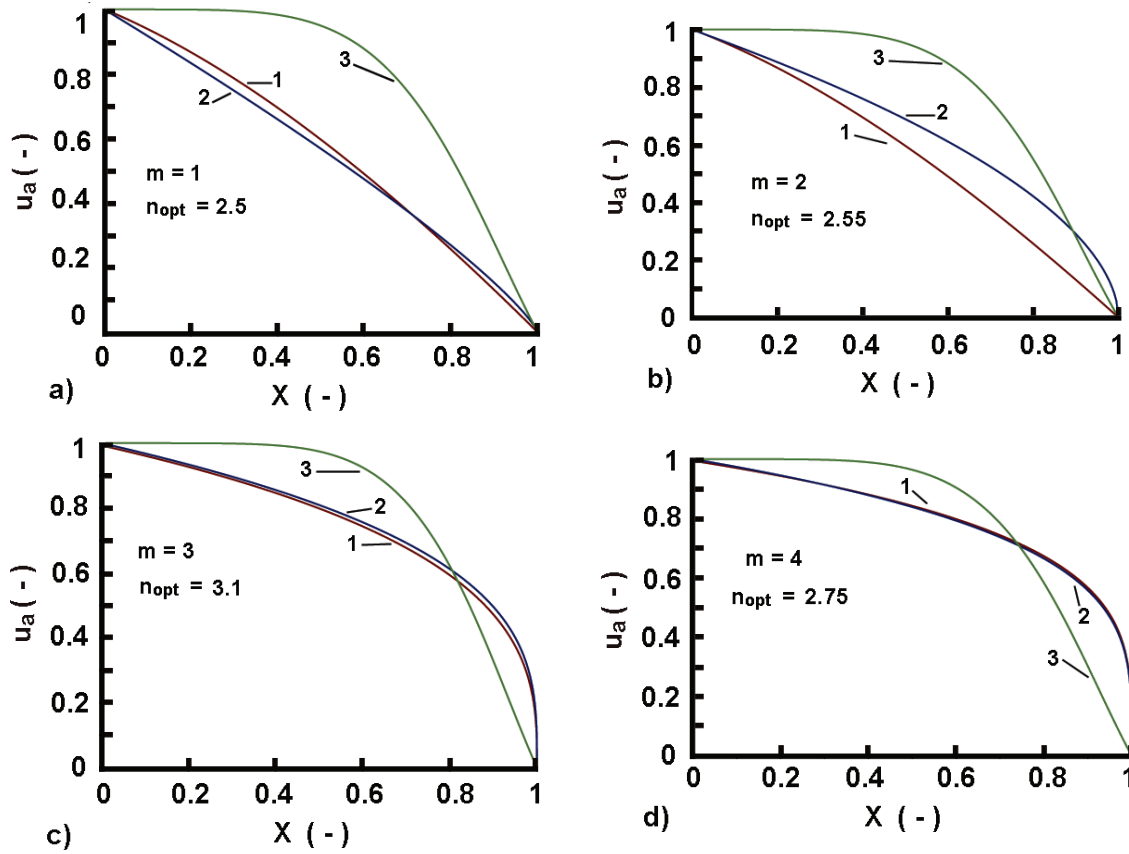 1
0.8
0.6
0.4
0.2
0
u_a (-)
1
2
3
m = 1
n_opt = 2.5
0 0.2 0.4 0.6 0.8 1
X (-)
a)
1
0.8
0.6
0.4
0.2
0
u_a (-)
3
2
1
m = 2
n_opt = 2.55
0 0.2 0.4 0.6 0.8 1
X (-)
b)
1
0.8
0.6
0.4
0.2
0
u_a (-)
3
2
1
m = 3
n_opt = 3.1
0 0.2 0.4 0.6 0.8 1
X (-)
c)
1
0.8
0.6
0.4
0.2
0
u_a (-)
1
2
3
m = 4
n_opt = 2.75
0 0.2 0.4 0.6 0.8 1
X (-)
d)